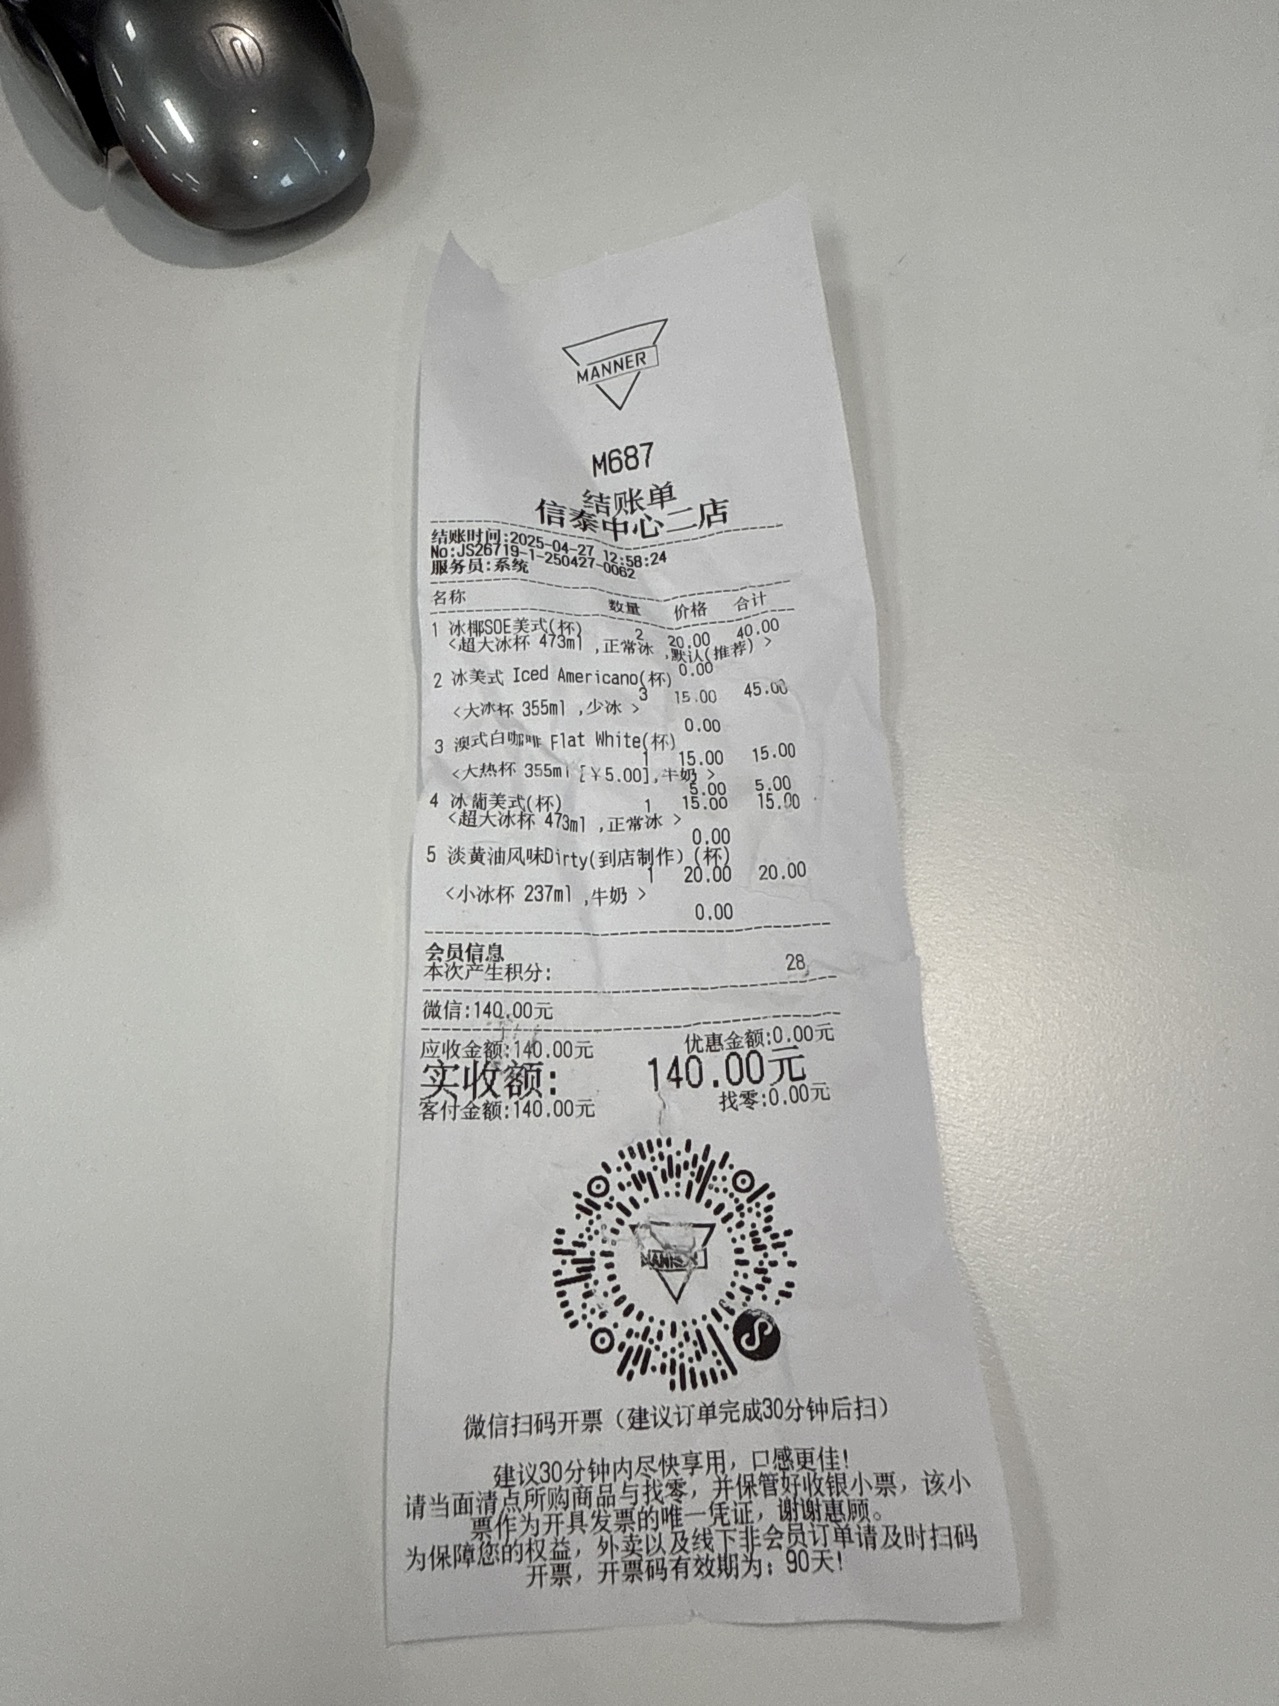 MANNER
M687
结账单
信泰中心二店
结账时间:2025-04-27 12:58:24
No:JS26719-1-250427-0062
服务员:系统
名称 数量 价格 合计
1 冰椰SOE美式(杯) 2 20.00 40.00
<超大冰杯 473ml ,正常冰 ,默认(推荐) >
0.00
2 冰美式 Iced Americano(杯)
3 15.00 45.00
<大冰杯 355ml ,少冰 >
0.00
3 澳式白咖啡 Flat White(杯)
1 15.00 15.00
<大热杯 355ml [￥5.00],牛奶 >
5.00 5.00
4 冰葡美式(杯) 1 15.00 15.00
<超大冰杯 473ml ,正常冰 >
0.00
5 淡黄油风味Dirty(到店制作) (杯)
1 20.00 20.00
<小冰杯 237ml ,牛奶 >
0.00
会员信息
本次产生积分: 28
微信:140.00元
应收金额:140.00元 优惠金额:0.00元
实收额: 140.00元
客付金额:140.00元 找零:0.00元
微信扫码开票（建议订单完成30分钟后扫）
建议30分钟内尽快享用，口感更佳!
请当面清点所购商品与找零，并保管好收银小票，该小
票作为开具发票的唯一凭证，谢谢惠顾。
为保障您的权益，外卖以及线下非会员订单请及时扫码
开票，开票码有效期为：90天!